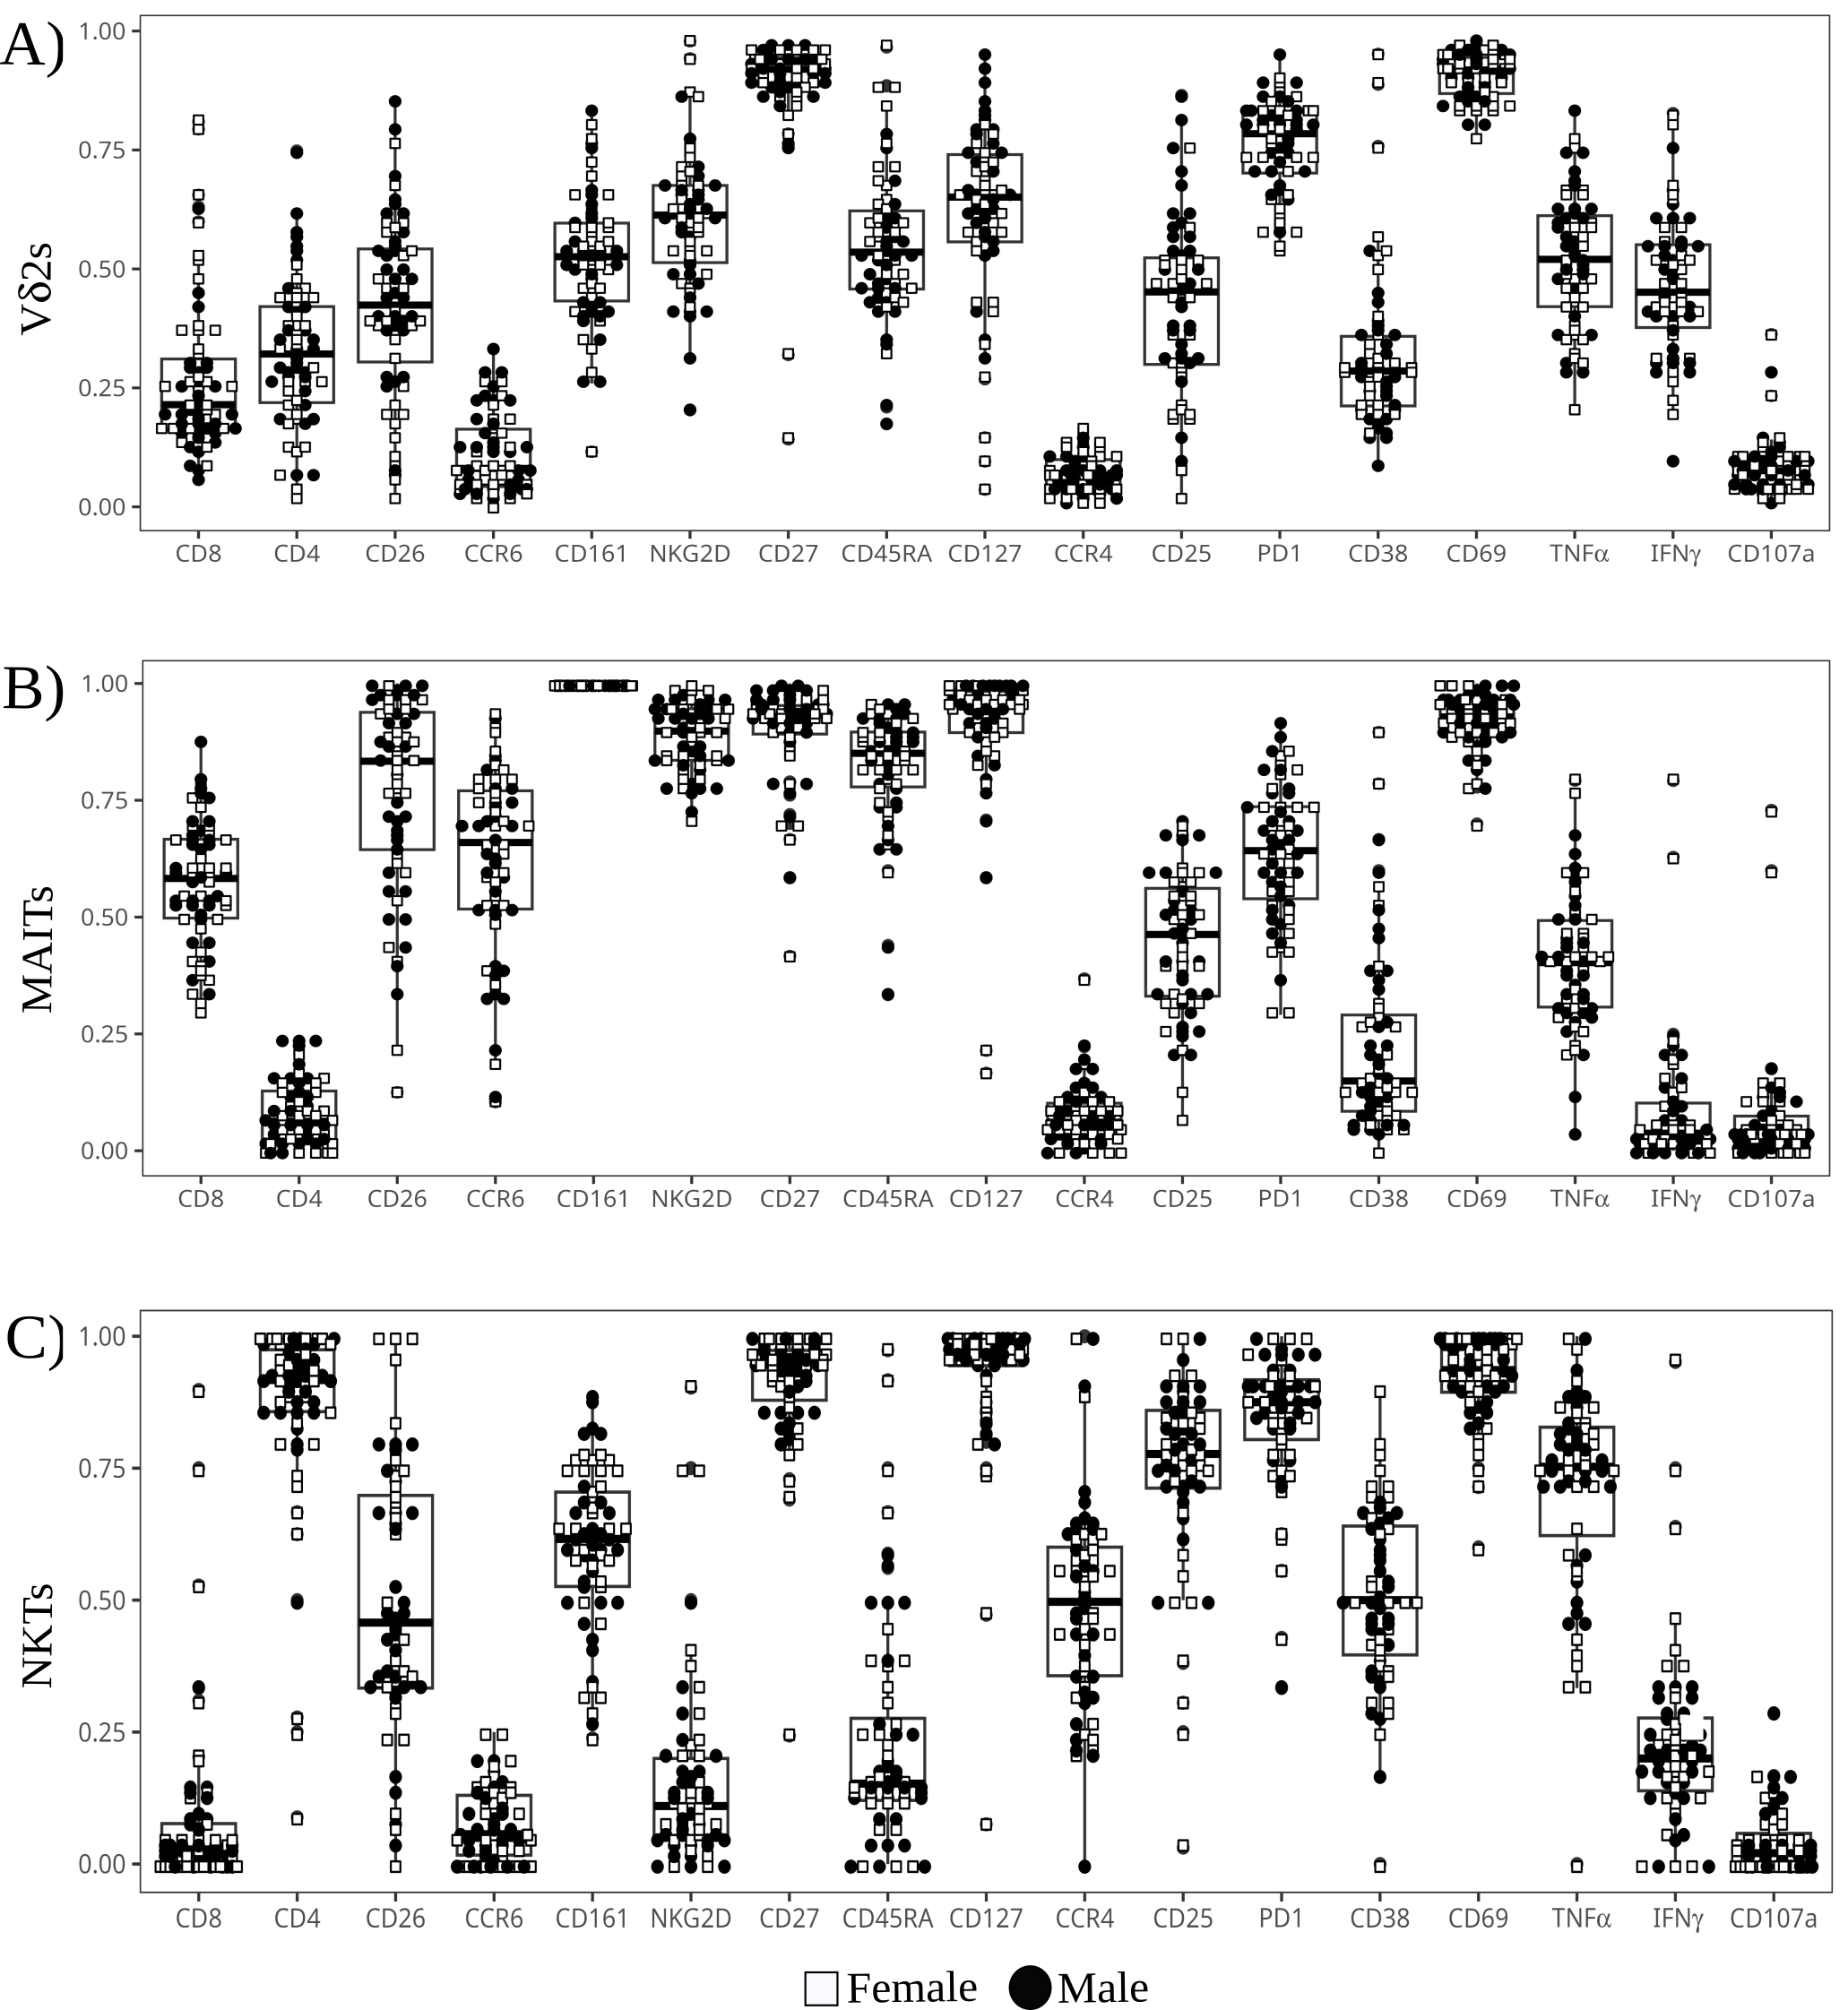 A)
Vδ2s
1.00
0.75
0.50
0.25
0.00
CD8 CD4 CD26 CCR6 CD161 NKG2D CD27 CD45RA CD127 CCR4 CD25 PD1 CD38 CD69 TNFα IFNγ CD107a
B)
MAITs
1.00
0.75
0.50
0.25
0.00
CD8 CD4 CD26 CCR6 CD161 NKG2D CD27 CD45RA CD127 CCR4 CD25 PD1 CD38 CD69 TNFα IFNγ CD107a
C)
NKTs
1.00
0.75
0.50
0.25
0.00
CD8 CD4 CD26 CCR6 CD161 NKG2D CD27 CD45RA CD127 CCR4 CD25 PD1 CD38 CD69 TNFα IFNγ CD107a
Female Male